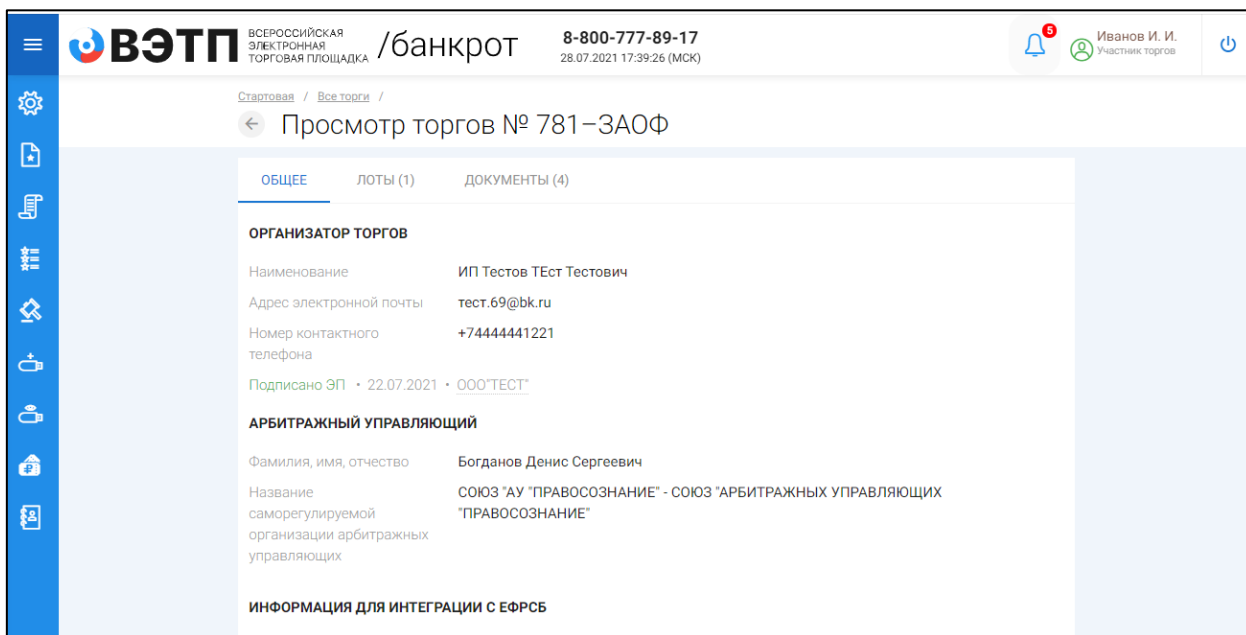 ВЭТП ВСЕРОССИЙСКАЯ ЭЛЕКТРОННАЯ ТОРГОВАЯ ПЛОЩАДКА /банкрот
8-800-777-89-17
28.07.2021 17:39:26 (МСК)
5
Иванов И. И.
Участник торгов
Стартовая / Все торги /
Просмотр торгов № 781–ЗАОФ
ОБЩЕЕ ЛОТЫ (1) ДОКУМЕНТЫ (4)
ОРГАНИЗАТОР ТОРГОВ
Наименование ИП Тестов ТЕст Тестович
Адрес электронной почты тест.69@bk.ru
Номер контактного +74444441221
телефона
Подписано ЭП • 22.07.2021 • ООО"ТЕСТ"
АРБИТРАЖНЫЙ УПРАВЛЯЮЩИЙ
Фамилия, имя, отчество Богданов Денис Сергеевич
Название СОЮЗ "АУ "ПРАВОСОЗНАНИЕ" - СОЮЗ "АРБИТРАЖНЫХ УПРАВЛЯЮЩИХ
саморегулируемой "ПРАВОСОЗНАНИЕ"
организации арбитражных
управляющих
ИНФОРМАЦИЯ ДЛЯ ИНТЕГРАЦИИ С ЕФРСБ